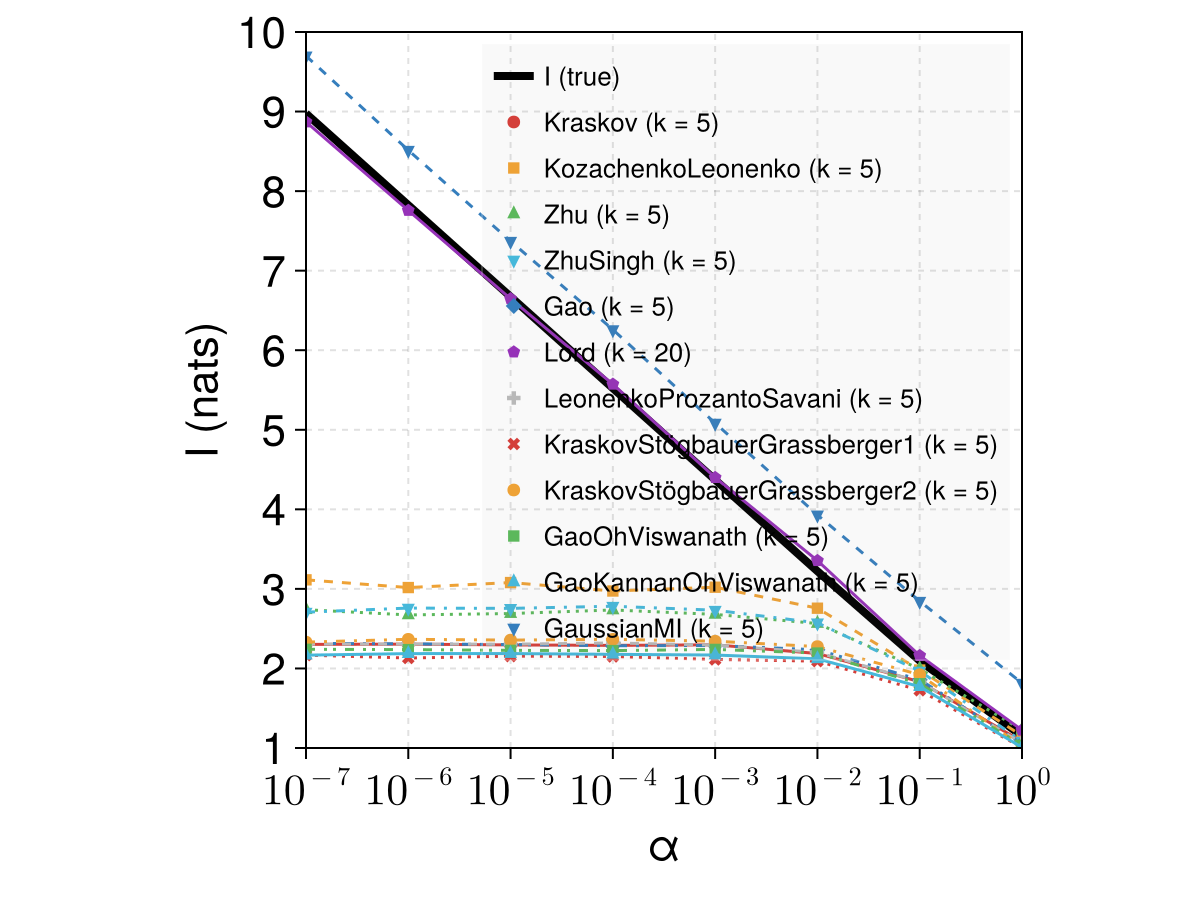 10
9
8
7
6
5
4
3
2
1
I (nats)
I (true)
Kraskov (k = 5)
KozachenkoLeonenko (k = 5)
Zhu (k = 5)
ZhuSingh (k = 5)
Gao (k = 5)
Lord (k = 20)
LeonenkoProzantoSavani (k = 5)
KraskovStögbauerGrassberger1 (k = 5)
KraskovStögbauerGrassberger2 (k = 5)
GaoOhViswanath (k = 5)
GaoKannanOhViswanath (k = 5)
GaussianMI (k = 5)
10⁻⁷ 10⁻⁶ 10⁻⁵ 10⁻⁴ 10⁻³ 10⁻² 10⁻¹ 10⁰
α